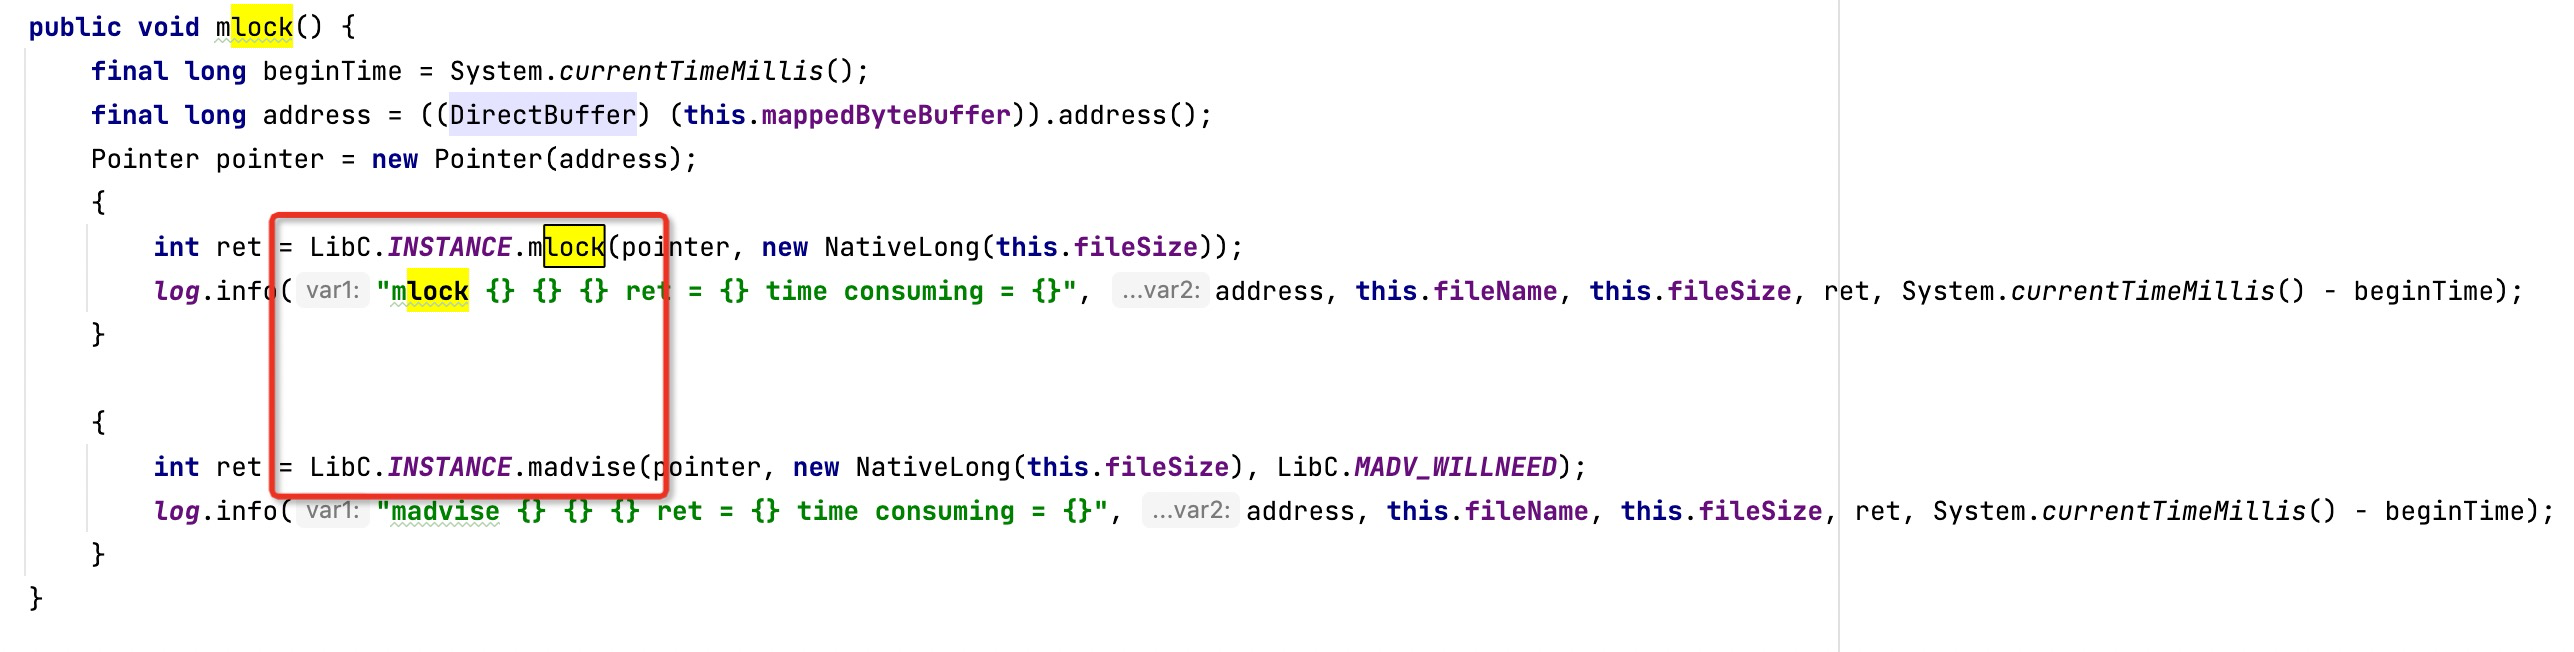 public void mlock() {
final long beginTime = System.currentTimeMillis();
final long address = ((DirectBuffer) (this.mappedByteBuffer)).address();
Pointer pointer = new Pointer(address);
{
int ret = LibC.INSTANCE.mlock(pointer, new NativeLong(this.fileSize));
log.info( var1: "mlock {} {} {} ret = {} time consuming = {}", ...var2: address, this.fileName, this.fileSize, ret, System.currentTimeMillis() - beginTime);
}
{
int ret = LibC.INSTANCE.madvise(pointer, new NativeLong(this.fileSize), LibC.MADV_WILLNEED);
log.info( var1: "madvise {} {} {} ret = {} time consuming = {}", ...var2: address, this.fileName, this.fileSize, ret, System.currentTimeMillis() - beginTime);
}
}